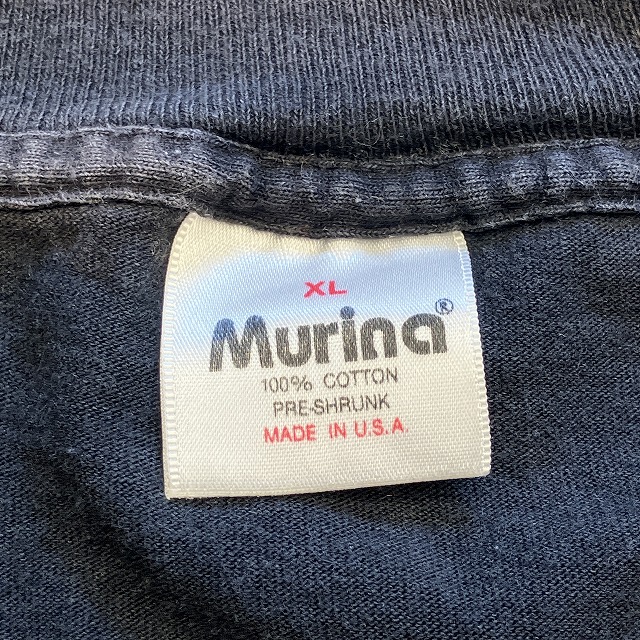 XL
Murina®
100% COTTON
PRE-SHRUNK
MADE IN U.S.A.